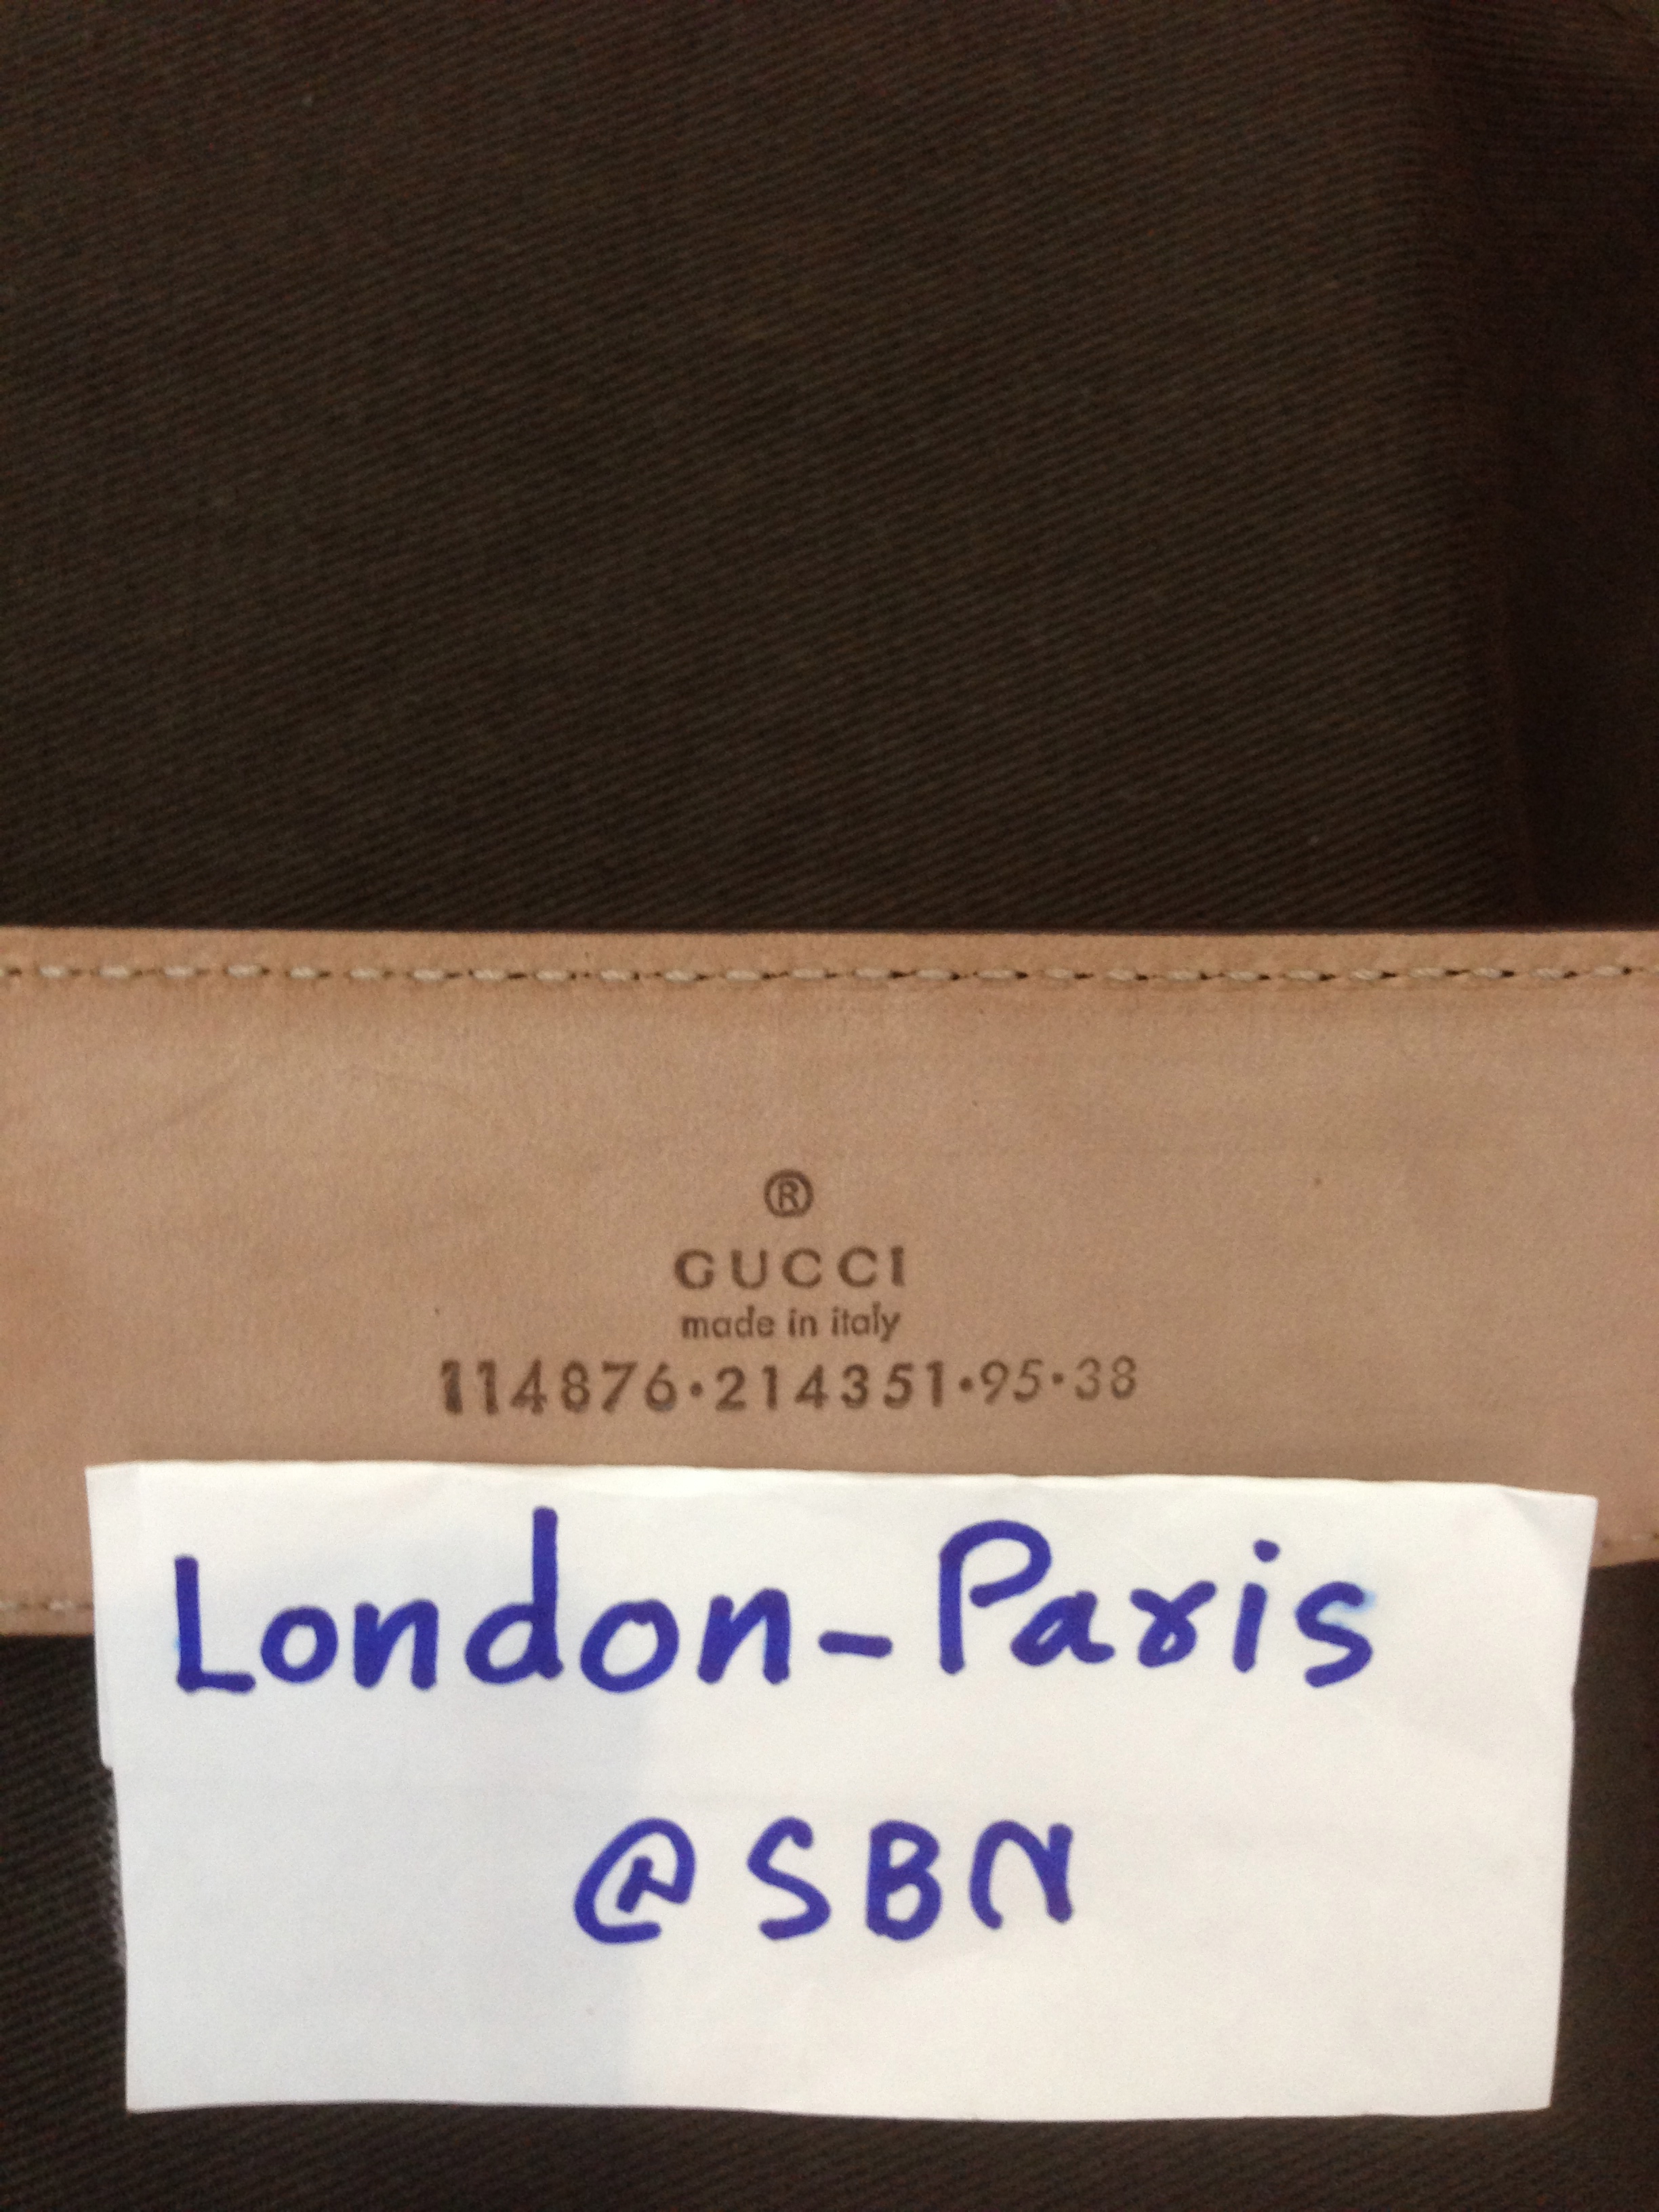 ®
GUCCI
made in italy
114876·214351·95·38
London-Paris
@SBN